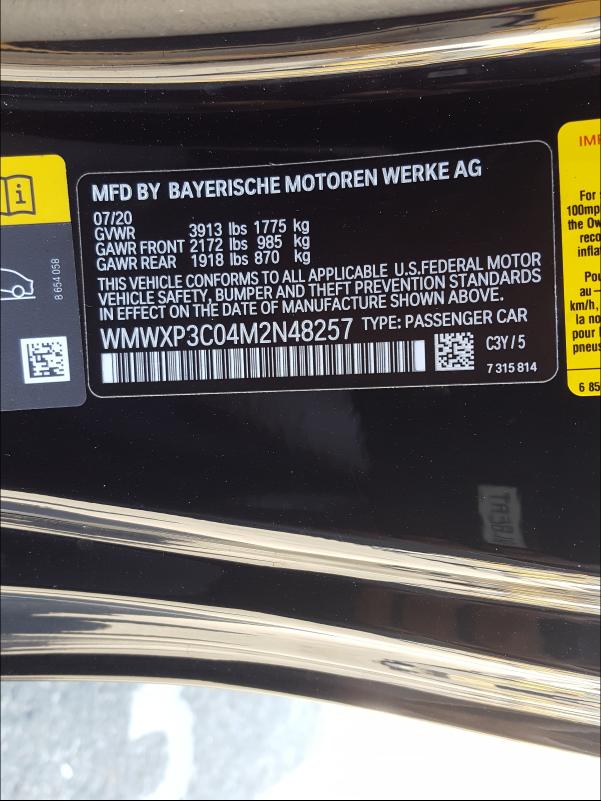 MFD BY BAYERISCHE MOTOREN WERKE AG
07/20
GVWR 3913 lbs 1775 kg
GAWR FRONT 2172 lbs 985 kg
GAWR REAR 1918 lbs 870 kg
THIS VEHICLE CONFORMS TO ALL APPLICABLE U.S.FEDERAL MOTOR
VEHICLE SAFETY, BUMPER AND THEFT PREVENTION STANDARDS
IN EFFECT ON THE DATE OF MANUFACTURE SHOWN ABOVE.
WMWXP3C04M2N48257 TYPE: PASSENGER CAR
C3Y / 5
7 315 814
8 654 058
i
For
100mp
the Ow
reco
inflat
Pou
au —
km/h,
la no
pour l
pneus
6 85